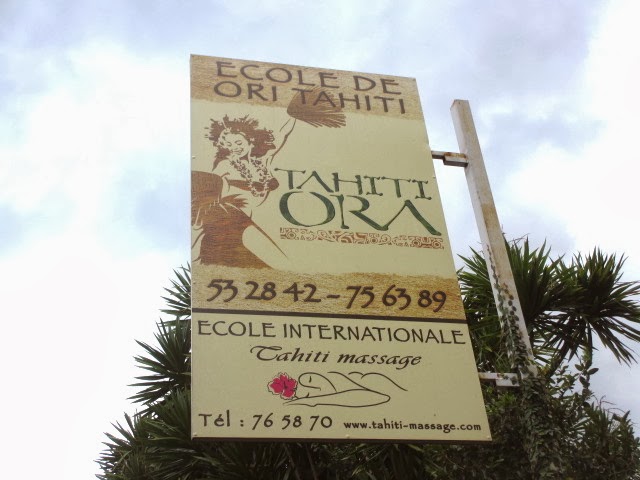 ECOLE DE
ORI TAHITI
TAHITI
ORA
53 28 42 - 75 63 89
ECOLE INTERNATIONALE
Tahiti massage
Tél : 76 58 70 www.tahiti-massage.com